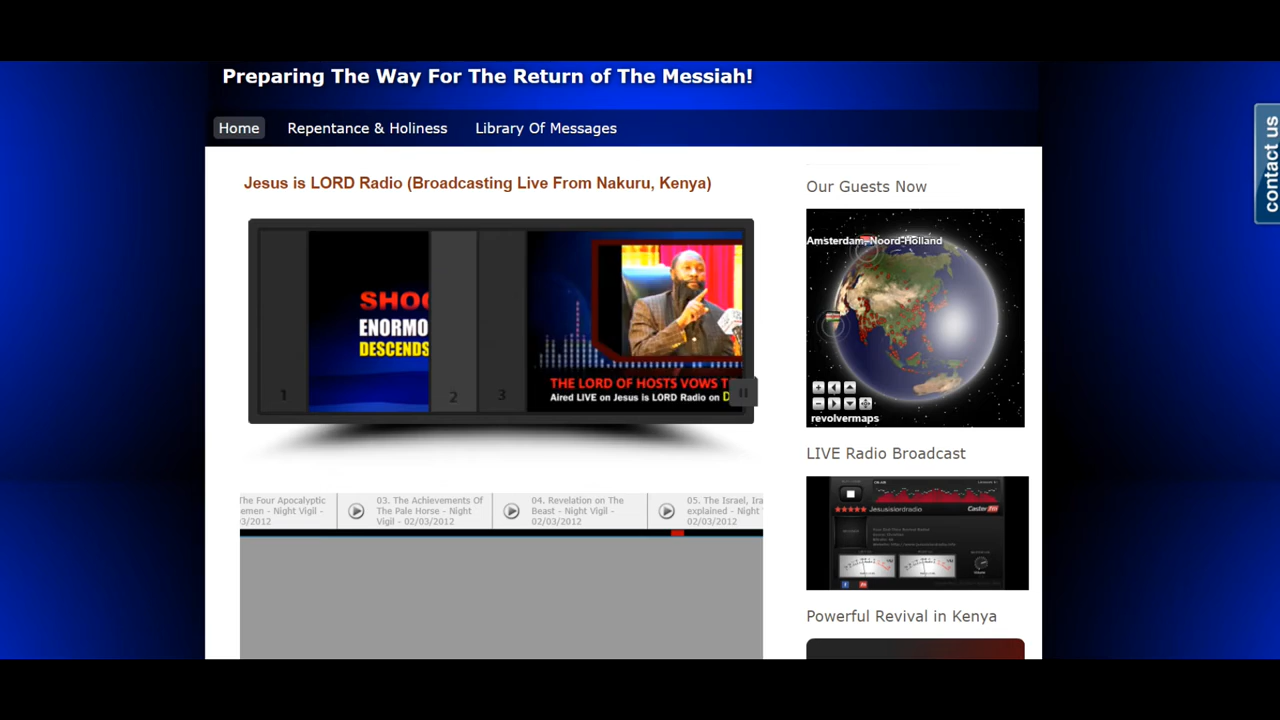 Preparing The Way For The Return of The Messiah!
contact us
Home
Repentance & Holiness
Library Of Messages
Jesus is LORD Radio (Broadcasting Live From Nakuru, Kenya)
1
ENORMO
DESCENDS
2
3
THE LORD OF HOSTS VOWS
Aired LIVE on Jesus is LORD Radio on
The Four Apocalyptic
emen - Night Vigil -
03/2012
03. The Achievements Of
The Pale Horse - Night
Vigil - 02/03/2012
04. Revelation on The
Beast - Night Vigil -
02/03/2012
05. The Israel, Ira
explained - Night
02/03/2012
Our Guests Now
Amsterdam, Noord-Holland
revolvermaps
LIVE Radio Broadcast
Jesusislordradio
Caster.fm
Powerful Revival in Kenya